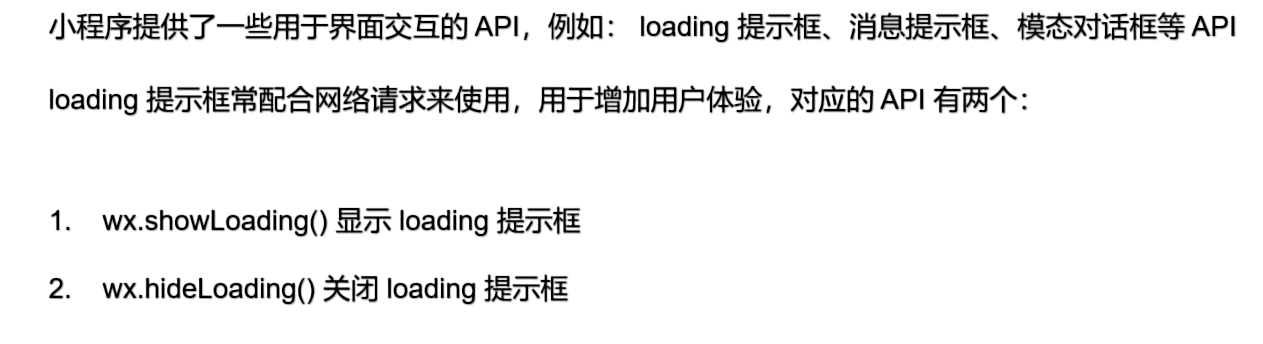 小程序提供了一些用于界面交互的 API，例如： loading 提示框、消息提示框、模态对话框等 API
loading 提示框常配合网络请求来使用，用于增加用户体验，对应的 API 有两个：
1. wx.showLoading() 显示 loading 提示框
2. wx.hideLoading() 关闭 loading 提示框